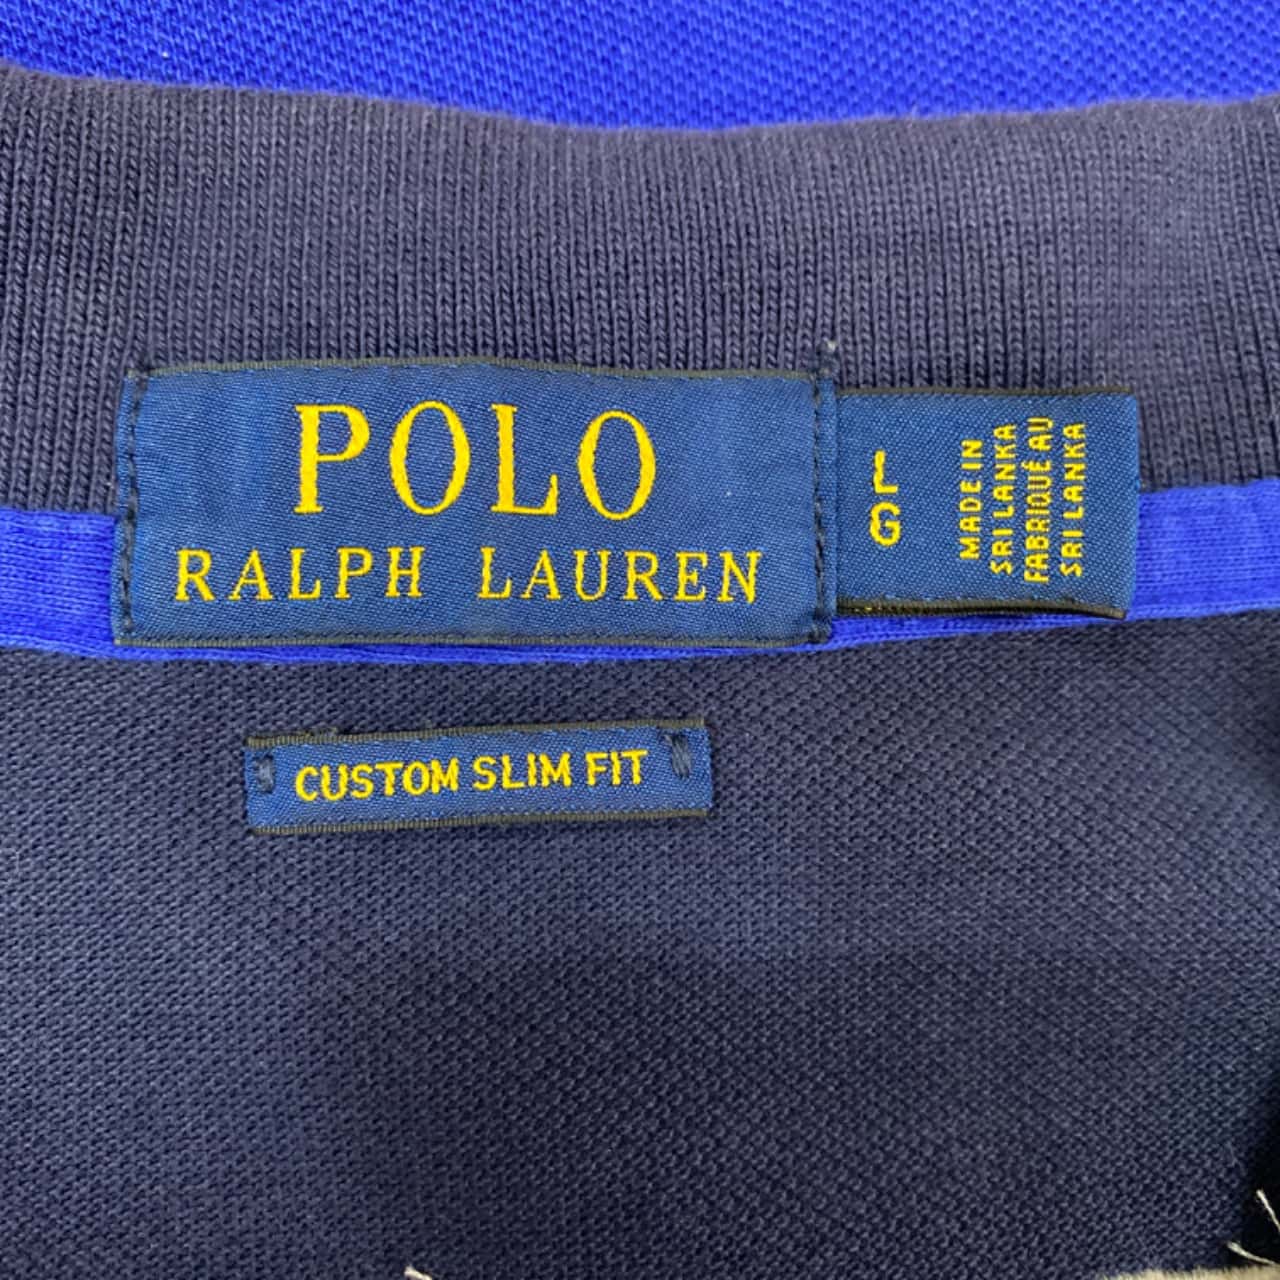 POLO
RALPH LAUREN
L
G
MADE IN
SRI LANKA
FABRIQUÉ AU
SRI LANKA
CUSTOM SLIM FIT